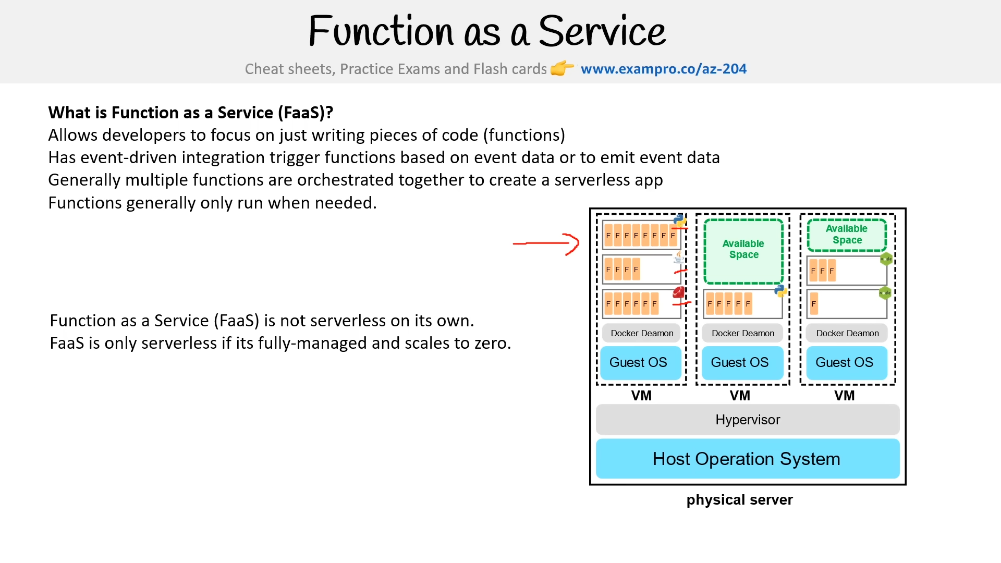 Function as a Service
Cheat sheets, Practice Exams and Flash cards 👉 www.exampro.co/az-204
What is Function as a Service (FaaS)?
Allows developers to focus on just writing pieces of code (functions)
Has event-driven integration trigger functions based on event data or to emit event data
Generally multiple functions are orchestrated together to create a serverless app
Functions generally only run when needed.
Function as a Service (FaaS) is not serverless on its own.
FaaS is only serverless if its fully-managed and scales to zero.
F F F F F F F F
F F F F
F F F F F F
Docker Deamon
Guest OS
VM
Available
Space
F F F F F
Docker Deamon
Guest OS
VM
Available
Space
F F F
F
Docker Deamon
Guest OS
VM
Hypervisor
Host Operation System
physical server